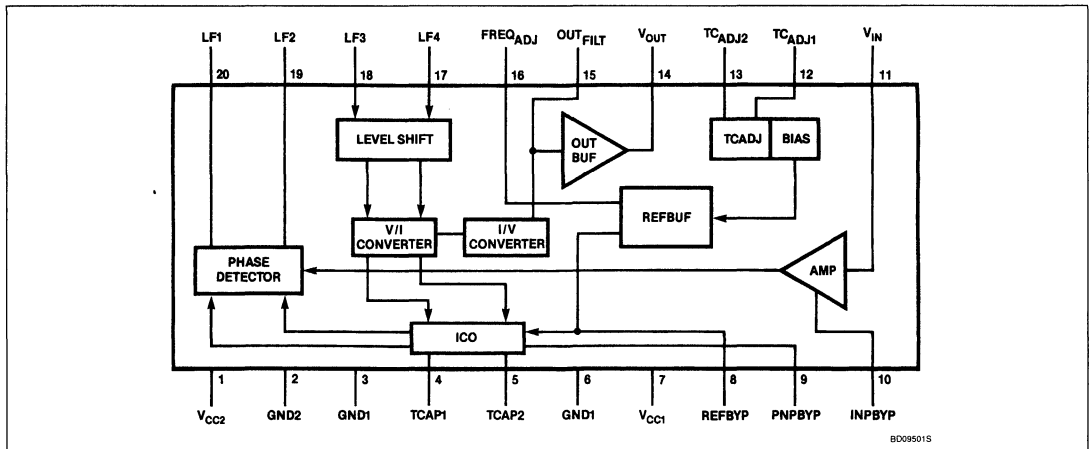 LF1 LF2 LF3 LF4 FREQADJ OUTFILT VOUT TCADJ2 TCADJ1 VIN
20 19 18 17 16 15 14 13 12 11
LEVEL SHIFT
OUT
BUF
TCADJ BIAS
V/I
CONVERTER
I/V
CONVERTER
REFBUF
PHASE
DETECTOR
AMP
ICO
1 2 3 4 5 6 7 8 9 10
VCC2 GND2 GND1 TCAP1 TCAP2 GND1 VCC1 REFBYP PNPBYP INPBYP
BD09501S